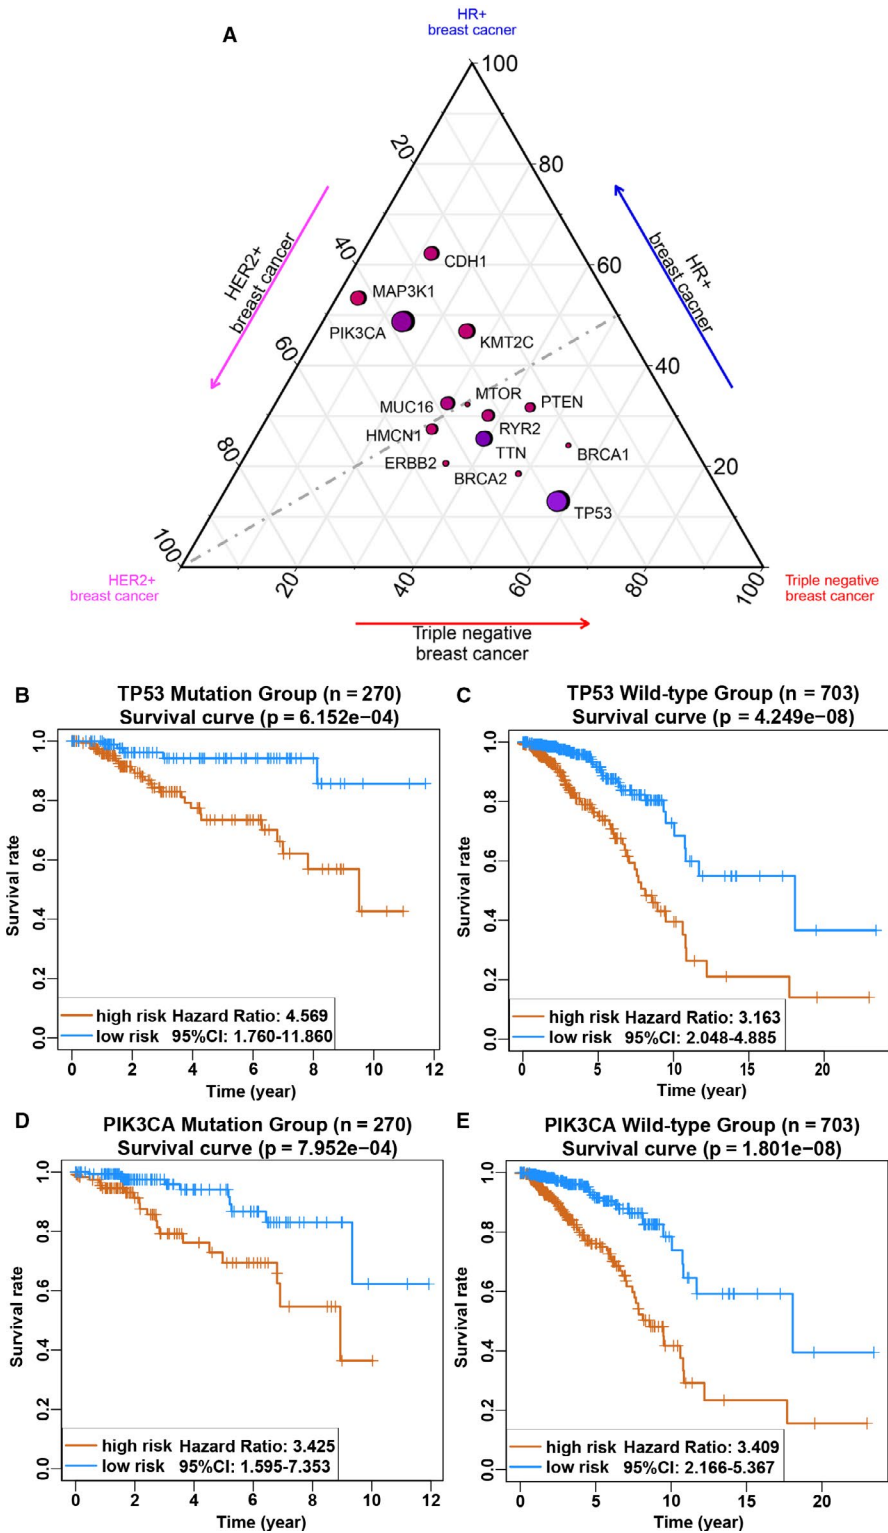 A
HR+
breast cacner
100
20
80
40
60
60
40
80
20
100
HER2+
breast cancer
HR+
breast cacner
CDH1
MAP3K1
PIK3CA
KMT2C
MUC16
MTOR
PTEN
HMCN1
RYR2
TTN
ERBB2
BRCA1
BRCA2
TP53
HER2+
breast cancer
20
40
60
80
100
Triple negative
breast cancer
Triple negative
breast cancer
B
TP53 Mutation Group (n = 270)
Survival curve (p = 6.152e−04)
Survival rate
1.0
0.8
0.6
0.4
0.2
0.0
high risk Hazard Ratio: 4.569
low risk 95%CI: 1.760-11.860
0 2 4 6 8 10 12
Time (year)
C
TP53 Wild-type Group (n = 703)
Survival curve (p = 4.249e−08)
Survival rate
1.0
0.8
0.6
0.4
0.2
0.0
high risk Hazard Ratio: 3.163
low risk 95%CI: 2.048-4.885
0 5 10 15 20
Time (year)
D
PIK3CA Mutation Group (n = 270)
Survival curve (p = 7.952e−04)
Survival rate
1.0
0.8
0.6
0.4
0.2
0.0
high risk Hazard Ratio: 3.425
low risk 95%CI: 1.595-7.353
0 2 4 6 8 10 12
Time (year)
E
PIK3CA Wild-type Group (n = 703)
Survival curve (p = 1.801e−08)
Survival rate
1.0
0.8
0.6
0.4
0.2
0.0
high risk Hazard Ratio: 3.409
low risk 95%CI: 2.166-5.367
0 5 10 15 20
Time (year)